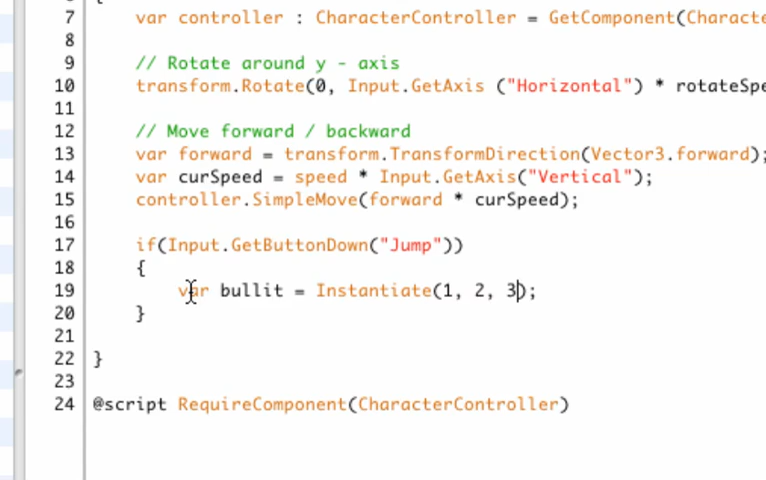 {
7 var controller : CharacterController = GetComponent(Characte
8
9 // Rotate around y - axis
10 transform.Rotate(0, Input.GetAxis ("Horizontal") * rotateSpe
11
12 // Move forward / backward
13 var forward = transform.TransformDirection(Vector3.forward);
14 var curSpeed = speed * Input.GetAxis("Vertical");
15 controller.SimpleMove(forward * curSpeed);
16
17 if(Input.GetButtonDown("Jump"))
18 {
19 var bullit = Instantiate(1, 2, 3);
20 }
21
22 }
23
24 @script RequireComponent(CharacterController)